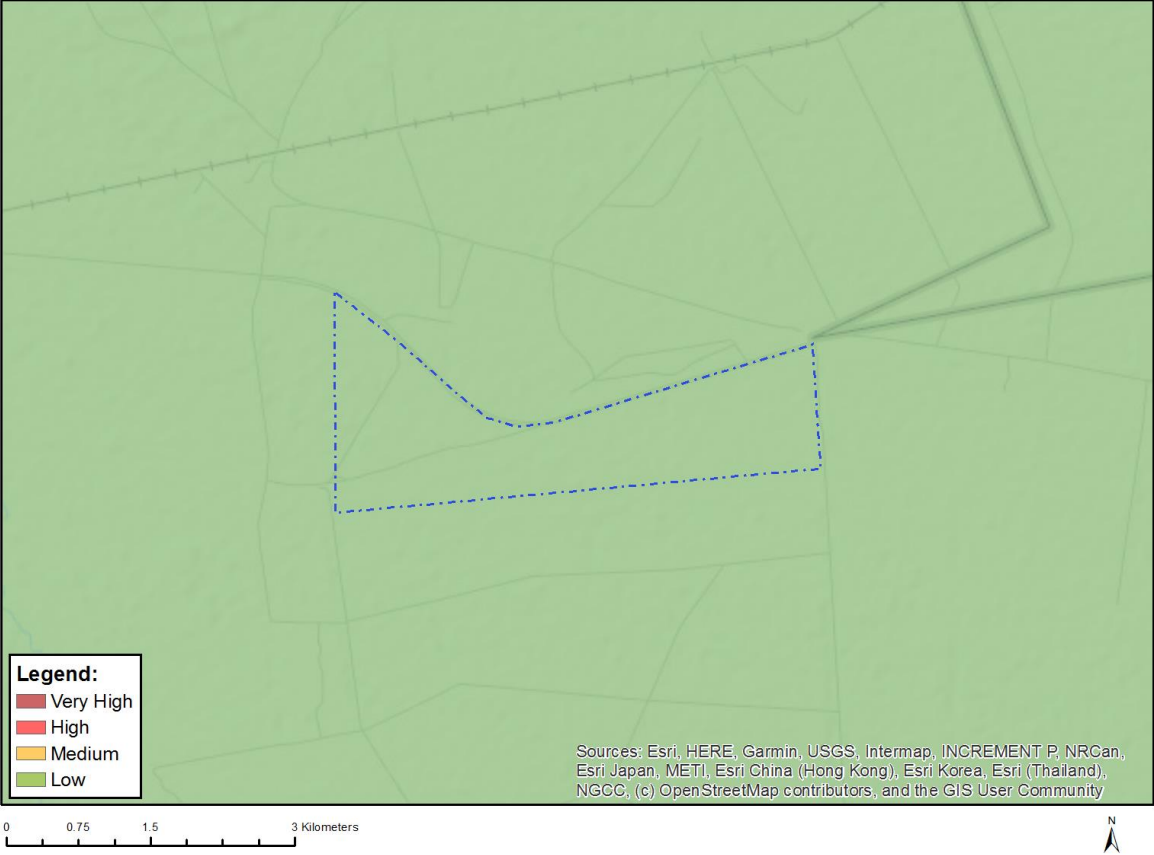 Legend:
Very High
High
Medium
Low
Sources: Esri, HERE, Garmin, USGS, Intermap, INCREMENT P, NRCan,
Esri Japan, METI, Esri China (Hong Kong), Esri Korea, Esri (Thailand),
NGCC, (c) OpenStreetMap contributors, and the GIS User Community
0 0.75 1.5 3 Kilometers
N